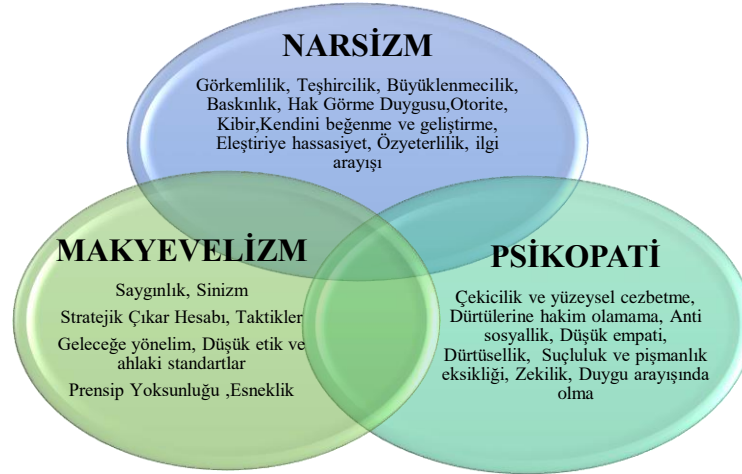 NARSİZM
Görkemlilik, Teşhircilik, Büyüklenmecilik,
Baskınlık, Hak Görme Duygusu,Otorite,
Kibir,Kendini beğenme ve geliştirme,
Eleştiriye hassasiyet, Özyeterlilik, ilgi
arayışı
MAKYEVELİZM
Saygınlık, Sinizm
Stratejik Çıkar Hesabı, Taktikler
Geleceğe yönelim, Düşük etik ve
ahlaki standartlar
Prensip Yoksunluğu ,Esneklik
PSİKOPATİ
Çekicilik ve yüzeysel cezbetme,
Dürtülerine hakim olamama, Anti
sosyallik, Düşük empati,
Dürtüsellik, Suçluluk ve pişmanlık
eksikliği, Zekilik, Duygu arayışında
olma